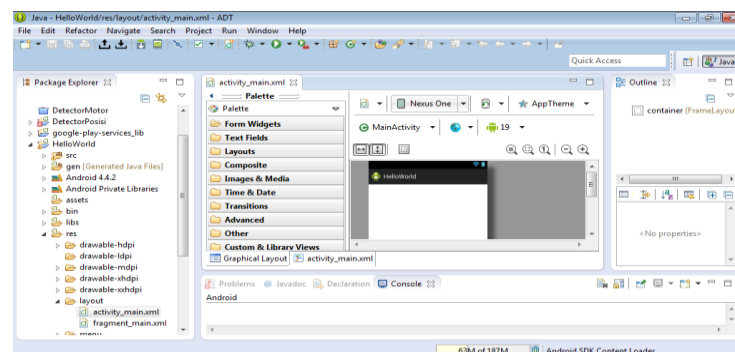 Java - HelloWorld/res/layout/activity_main.xml - ADT
File Edit Refactor Navigate Search Project Run Window Help
Quick Access
Java
Package Explorer
DetectorMotor
DetectorPosisi
google-play-services_lib
HelloWorld
src
gen [Generated Java Files]
Android 4.4.2
Android Private Libraries
assets
bin
libs
res
drawable-hdpi
drawable-ldpi
drawable-mdpi
drawable-xhdpi
drawable-xxhdpi
layout
activity_main.xml
fragment_main.xml
menu
activity_main.xml
Palette
Palette
Form Widgets
Text Fields
Layouts
Composite
Images & Media
Time & Date
Transitions
Advanced
Other
Custom & Library Views
Nexus One
AppTheme
MainActivity
19
HelloWorld
Graphical Layout
activity_main.xml
Outline
container (FrameLayou
<No properties>
Problems @ Javadoc Declaration Console
Android
63M of 187M
Android SDK Content Loader